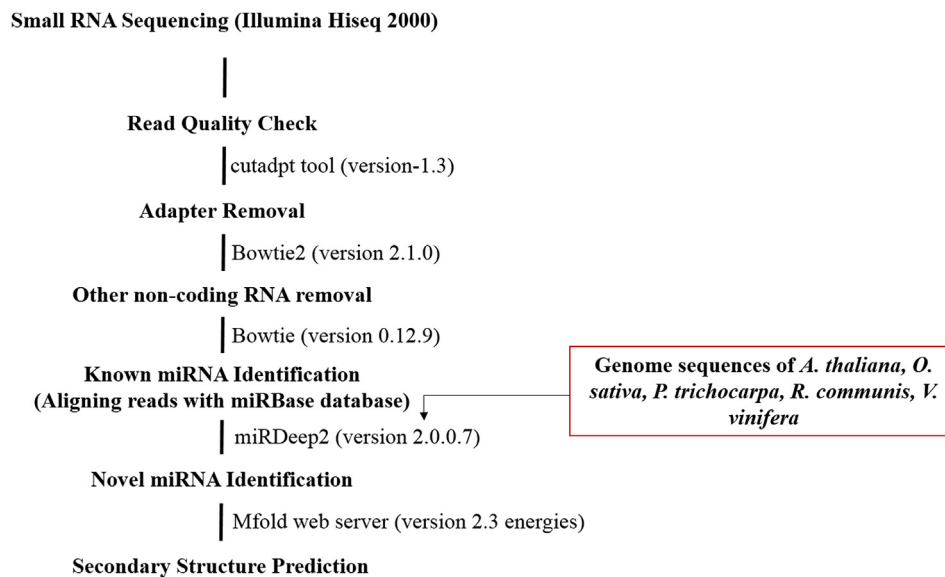 Small RNA Sequencing (Illumina Hiseq 2000)
Read Quality Check
cutadpt tool (version-1.3)
Adapter Removal
Bowtie2 (version 2.1.0)
Other non-coding RNA removal
Bowtie (version 0.12.9)
Known miRNA Identification
(Aligning reads with miRBase database)
Genome sequences of A. thaliana, O.
sativa, P. trichocarpa, R. communis, V.
vinifera
miRDeep2 (version 2.0.0.7)
Novel miRNA Identification
Mfold web server (version 2.3 energies)
Secondary Structure Prediction